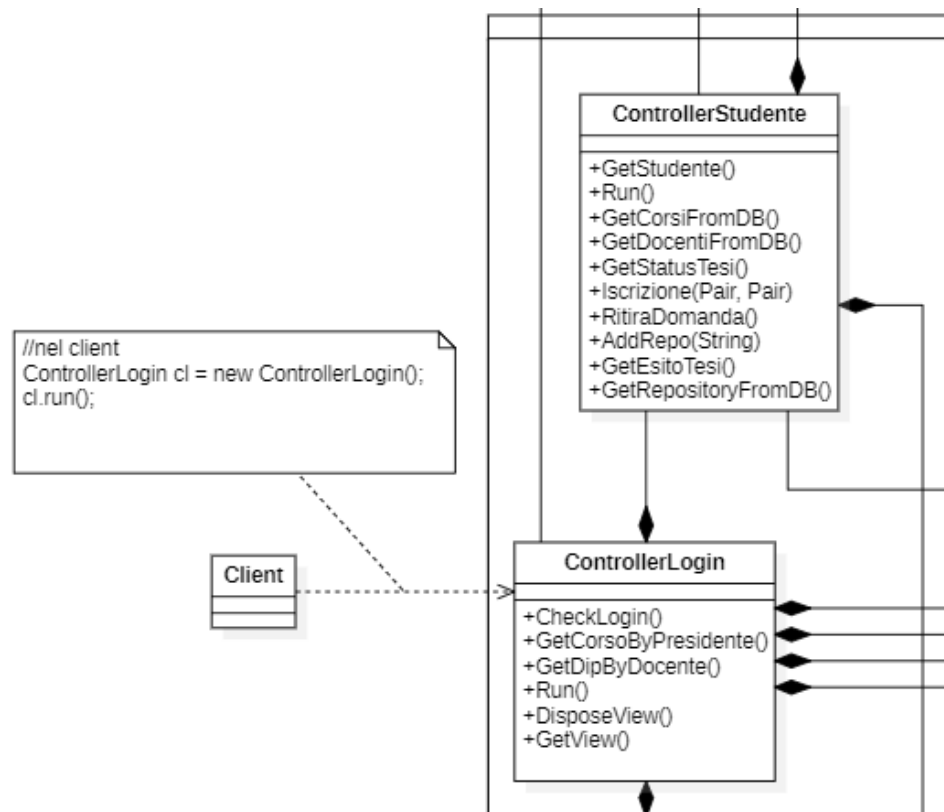 ControllerStudente
+GetStudente()
+Run()
+GetCorsiFromDB()
+GetDocentiFromDB()
+GetStatusTesi()
+Iscrizione(Pair, Pair)
+RitiraDomanda()
+AddRepo(String)
+GetEsitoTesi()
+GetRepositoryFromDB()
//nel client
ControllerLogin cl = new ControllerLogin();
cl.run();
Client
ControllerLogin
+CheckLogin()
+GetCorsoByPresidente()
+GetDipByDocente()
+Run()
+DisposeView()
+GetView()